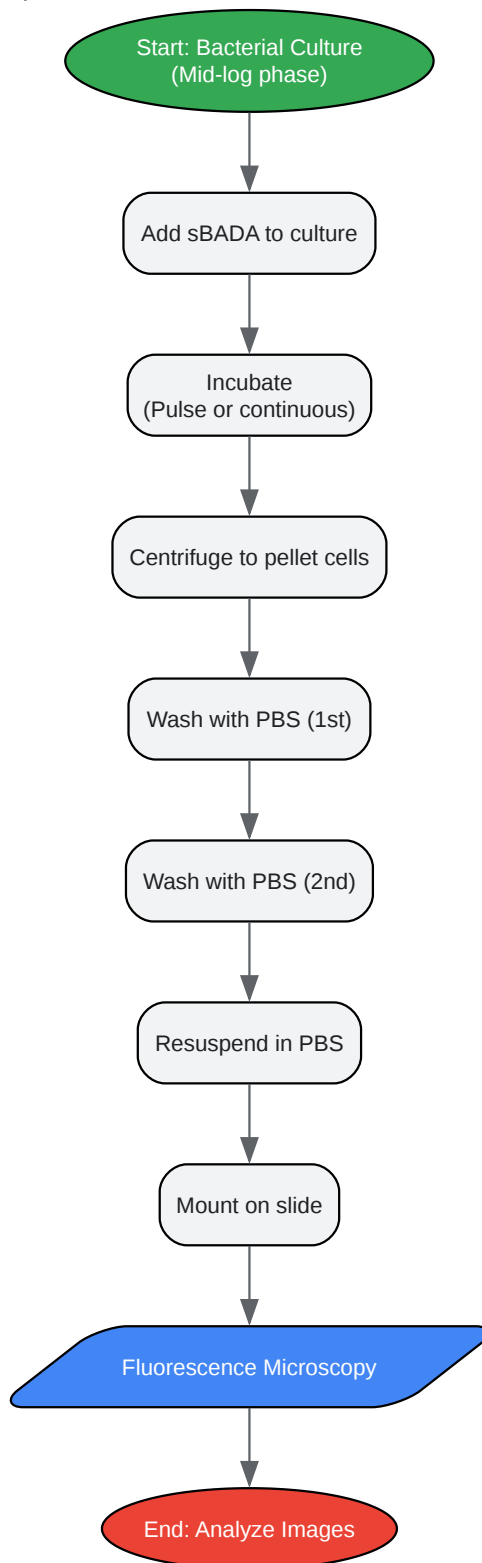 Start: Bacterial Culture
(Mid-log phase)
Add sBADA to culture
Incubate
(Pulse or continuous)
Centrifuge to pellet cells
Wash with PBS (1st)
Wash with PBS (2nd)
Resuspend in PBS
Mount on slide
Fluorescence Microscopy
End: Analyze Images